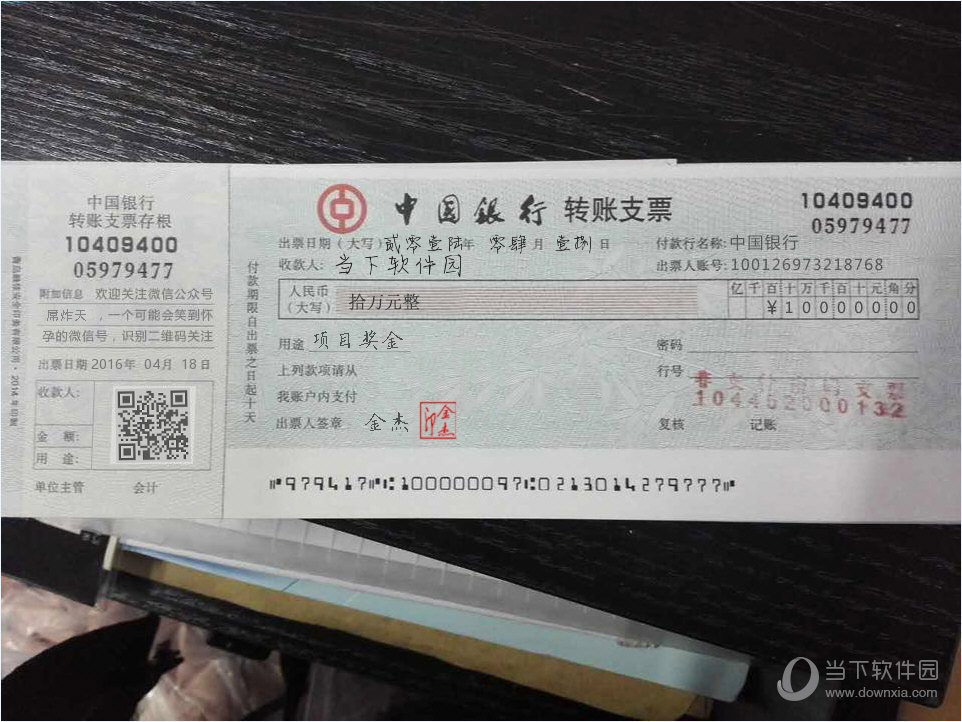 中国银行
转账支票存根
10409400
05979477
附加信息 欢迎关注微信公众号
屌炸天 ，一个可能会笑到怀
孕的微信号，识别二维码关注
出票日期 2016年 04月 18日
收款人：
金 额：
用 途：
单位主管 会计
付款期限自出票之日起十天
中国银行 转账支票
10409400
05979477
出票日期（大写）贰零壹陆年 零肆月 壹捌日
付款行名称：中国银行
收款人：当下软件园
出票人账号：100126973218768
人民币
（大写） 拾万元整
亿千百十万千百十元角分
¥10000000
用途 项目奖金
密码
上列款项请从
行号
我账户内支付
104402000132
出票人签章 金杰
金杰印
复核 记账
⑈979417⑈⑆100000097⑆0213014279777⑈
当下软件园
www.downxia.com